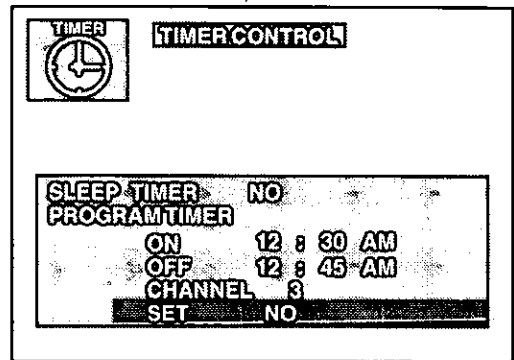 TIMER
TIMER CONTROL
SLEEP TIMER NO
PROGRAM TIMER
ON 12 : 30 AM
OFF 12 : 45 AM
CHANNEL 3
SET NO